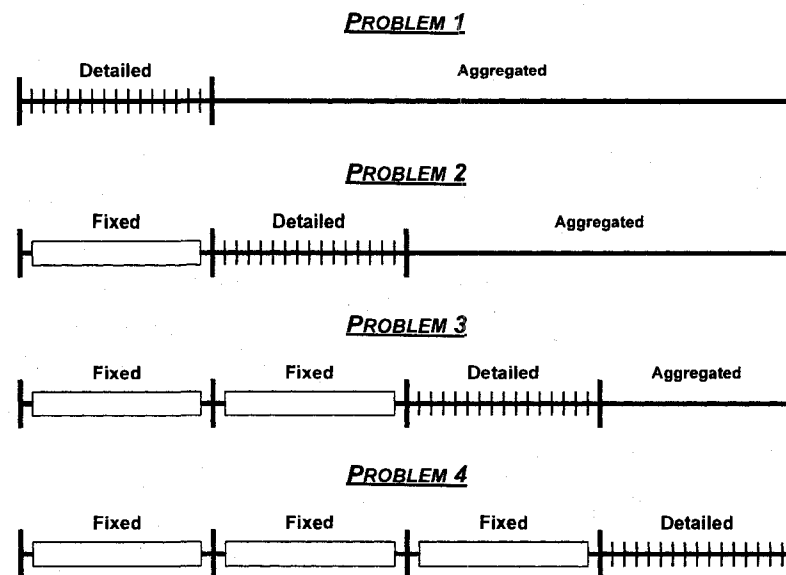 PROBLEM 1
Detailed Aggregated
PROBLEM 2
Fixed Detailed Aggregated
PROBLEM 3
Fixed Fixed Detailed Aggregated
PROBLEM 4
Fixed Fixed Fixed Detailed